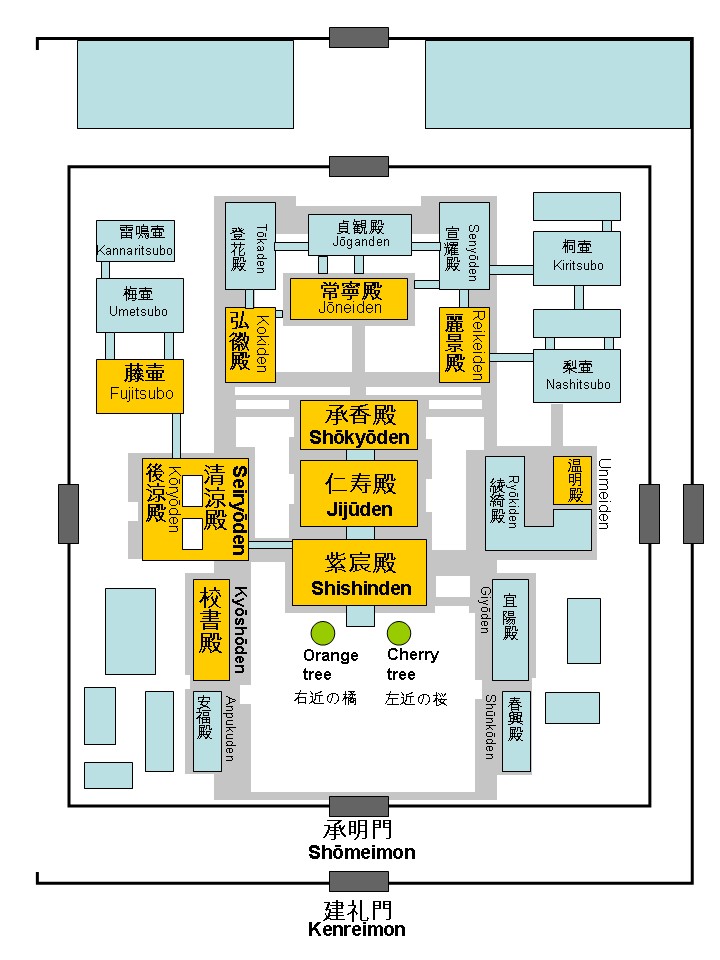 雷鳴壺
Kannaritsubo
梅壺
Umetsubo
藤壷
Fujitsubo
登花殿
Tōkaden
貞観殿
Jōganden
宣耀殿
Senyōden
桐壺
Kiritsubo
常寧殿
Jōneiden
弘徽殿
Kokiden
麗景殿
Reikeiden
梨壺
Nashitsubo
承香殿
Shōkyōden
仁寿殿
Jijūden
紫宸殿
Shishinden
後涼殿
Kōryōden
清涼殿
Seiryōden
綾綺殿
Ryōkiden
温明殿
Unmeiden
校書殿
Kyōshōden
宜陽殿
Giyōden
安福殿
Anpukuden
春興殿
Shūnkōden
Orange
tree
右近の橘
Cherry
tree
左近の桜
承明門
Shōmeimon
建礼門
Kenreimon